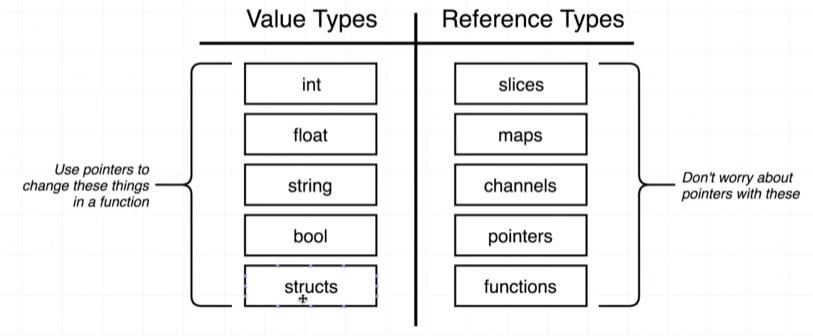 Value Types
Reference Types
int
slices
float
maps
Use pointers to
change these things
in a function
string
channels
Don't worry about
pointers with these
bool
pointers
structs
functions